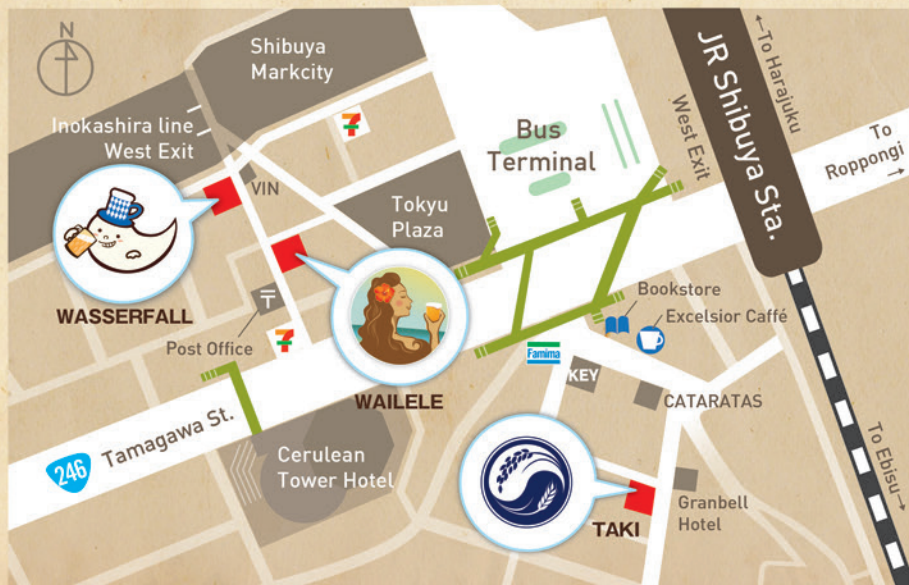 N
Shibuya
Markcity
Inokashira line
West Exit
7
VIN
Bus
Terminal
West Exit
JR Shibuya Sta.
←To Harajuku
To
Roppongi
→
Tokyu
Plaza
WASSERFALL
〒
Post Office
7
WAILELE
Bookstore
Excelsior Caffé
Famima
KEY
CATARATAS
246
Tamagawa St.
Cerulean
Tower Hotel
TAKI
Granbell
Hotel
To Ebisu→